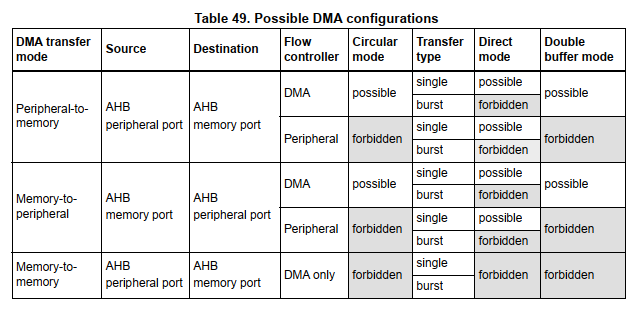 Table 49. Possible DMA configurations
DMA transfer mode Source Destination Flow controller Circular mode Transfer type Direct mode Double buffer mode
Peripheral-to-memory AHB peripheral port AHB memory port DMA possible single possible possible
burst forbidden
Peripheral forbidden single possible forbidden
burst forbidden
Memory-to-peripheral AHB memory port AHB peripheral port DMA possible single possible possible
burst forbidden
Peripheral forbidden single possible forbidden
burst forbidden
Memory-to-memory AHB peripheral port AHB memory port DMA only forbidden single forbidden forbidden
burst